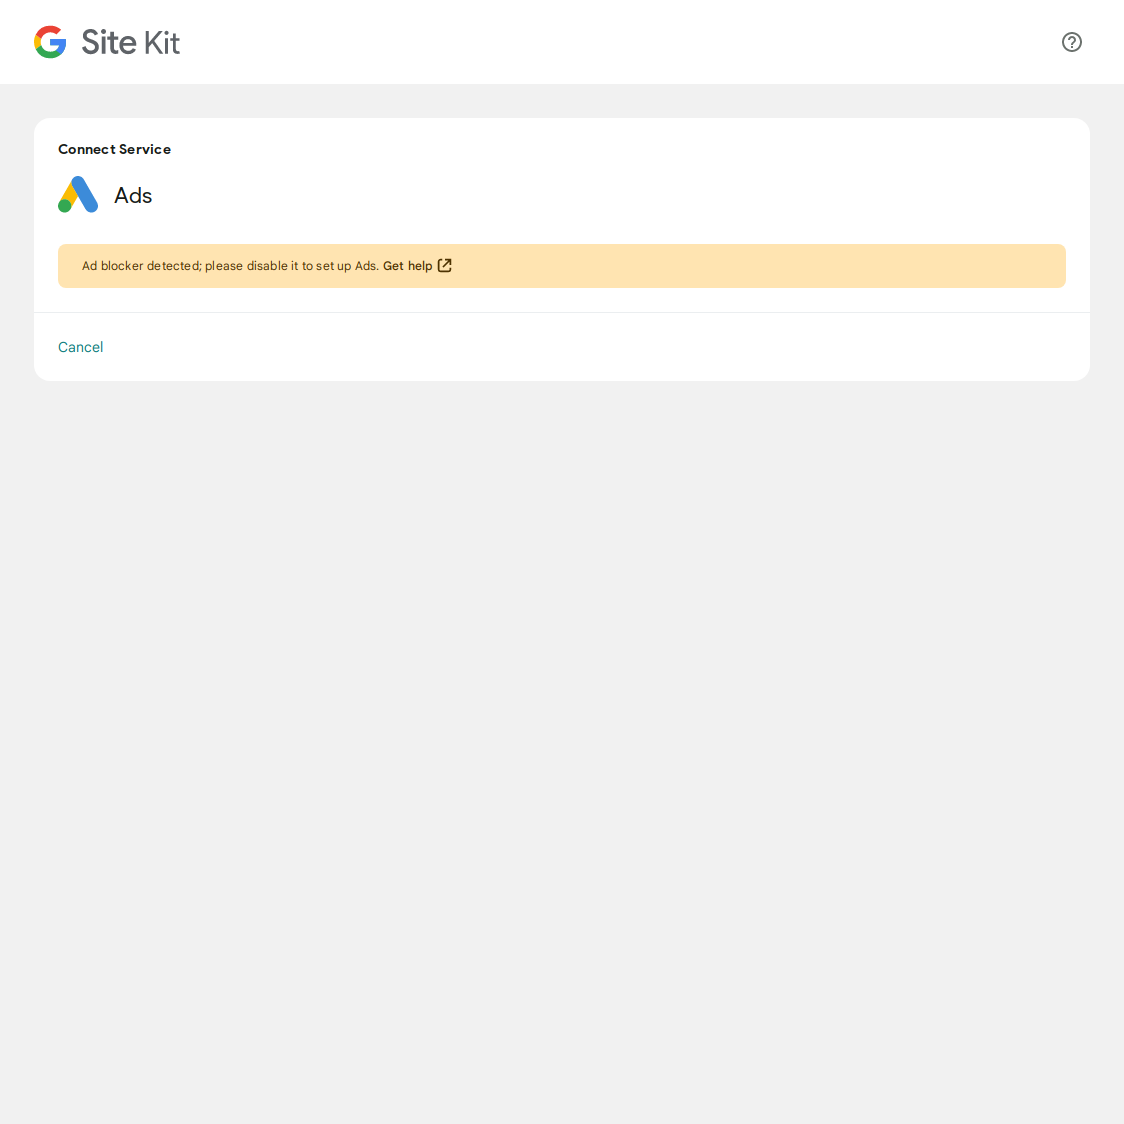 Site Kit
Connect Service
Ads
Ad blocker detected; please disable it to set up Ads. Get help
Cancel